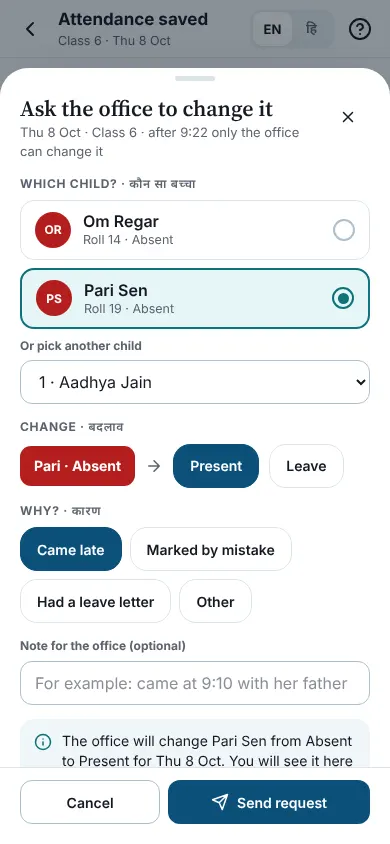 Attendance saved
Class 6 · Thu 8 Oct
EN हि
Ask the office to change it
Thu 8 Oct · Class 6 · after 9:22 only the office
can change it
WHICH CHILD? · कौन सा बच्चा
OR
Om Regar
Roll 14 · Absent
PS
Pari Sen
Roll 19 · Absent
Or pick another child
1 · Aadhya Jain
CHANGE · बदलाव
Pari · Absent → Present Leave
WHY? · कारण
Came late Marked by mistake
Had a leave letter Other
Note for the office (optional)
For example: came at 9:10 with her father
The office will change Pari Sen from Absent
to Present for Thu 8 Oct. You will see it here
Cancel Send request